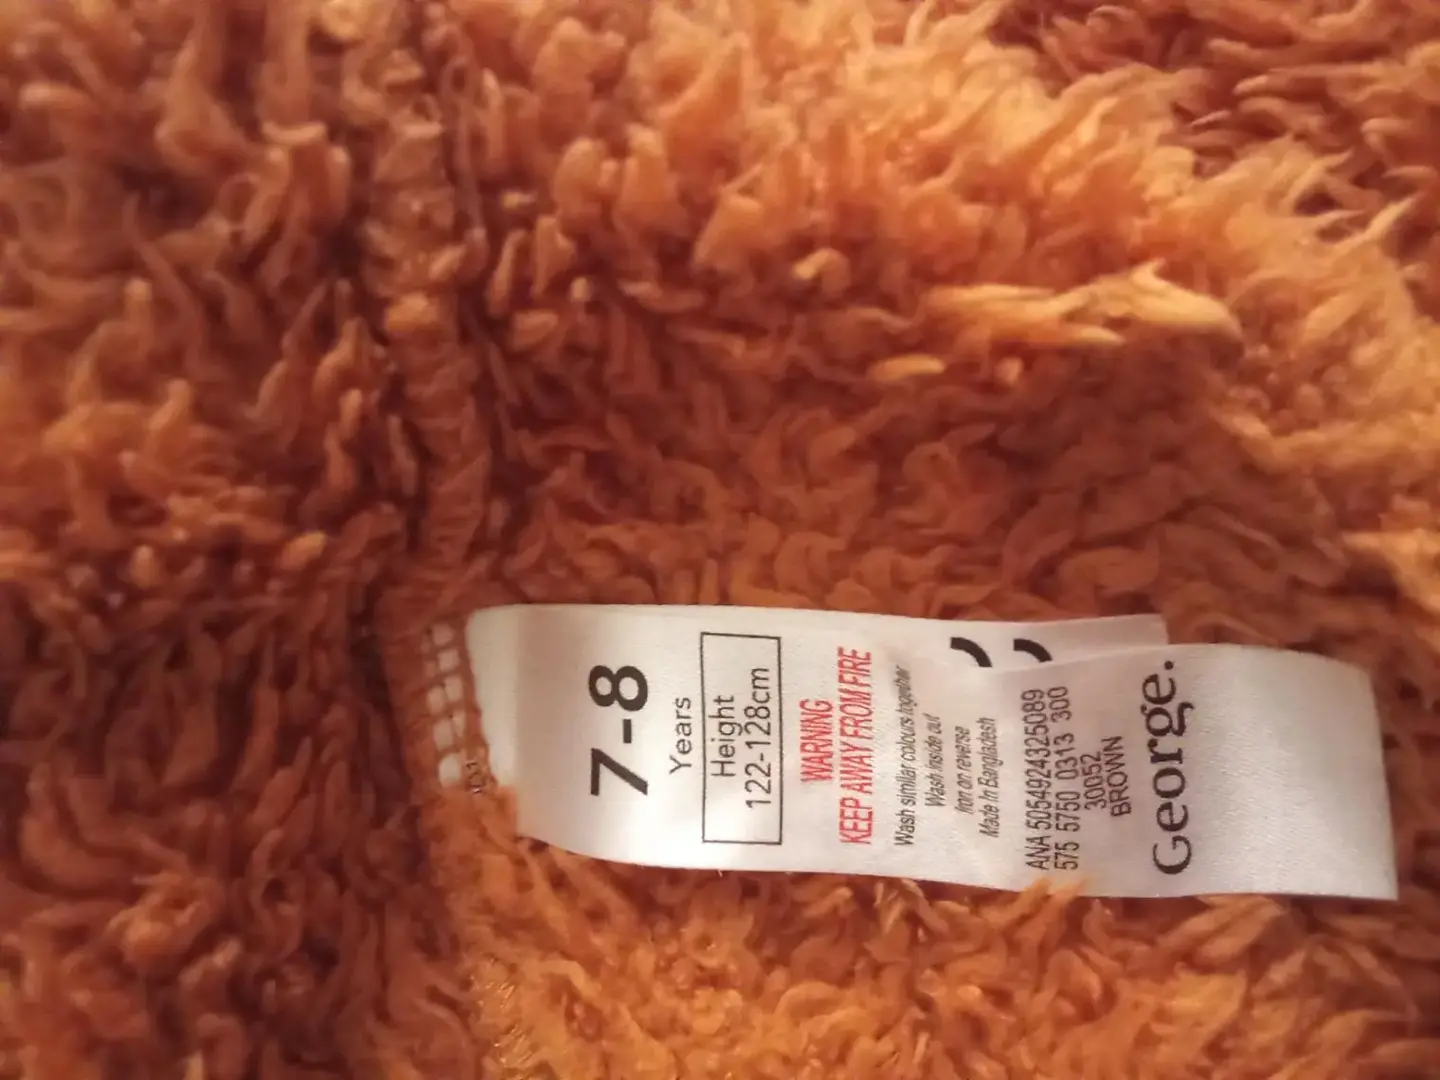 7-8
Years
Height
122-128cm
WARNING
KEEP AWAY FROM FIRE
Wash similar colours together
Wash inside out
Iron on reverse
Made in Bangladesh
ANA 5054924325089
575 5750 0313 300
30052
BROWN
George.